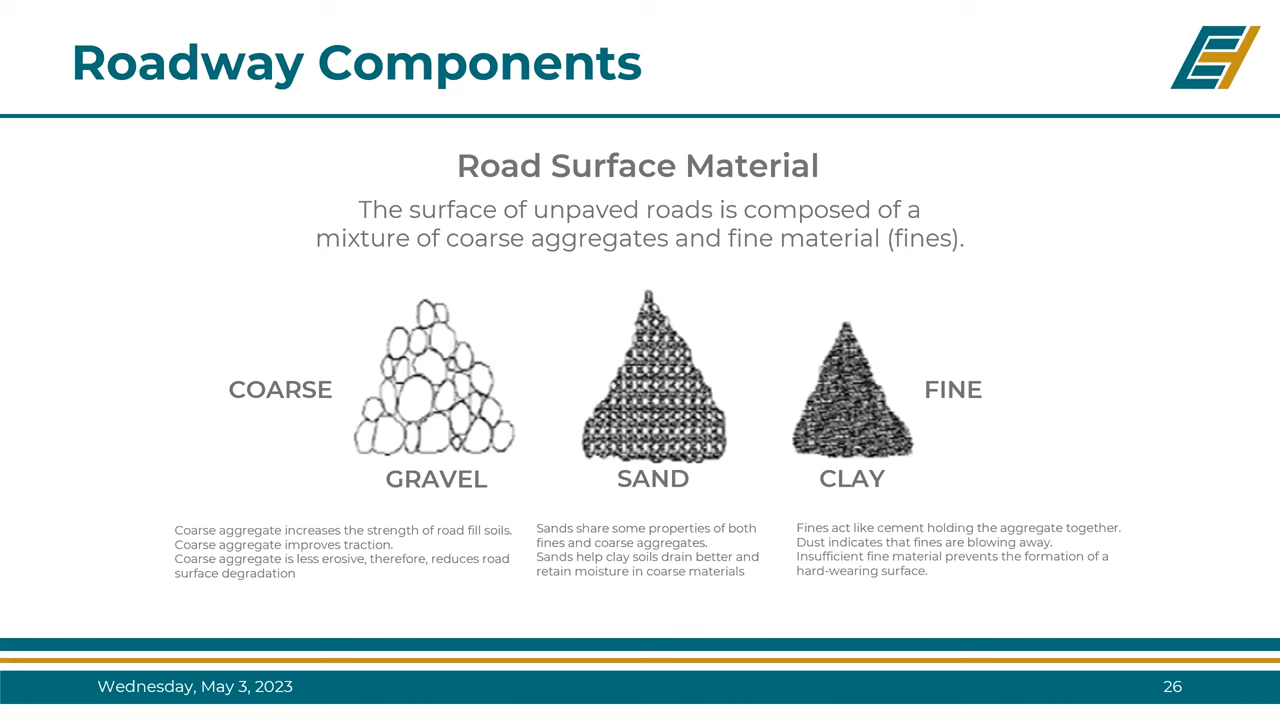 Roadway Components
Road Surface Material
The surface of unpaved roads is composed of a
mixture of coarse aggregates and fine material (fines).
COARSE
FINE
GRAVEL
SAND
CLAY
Coarse aggregate increases the strength of road fill soils.
Coarse aggregate improves traction.
Coarse aggregate is less erosive, therefore, reduces road
surface degradation
Sands share some properties of both
fines and coarse aggregates.
Sands help clay soils drain better and
retain moisture in coarse materials
Fines act like cement holding the aggregate together.
Dust indicates that fines are blowing away.
Insufficient fine material prevents the formation of a
hard-wearing surface.
Wednesday, May 3, 2023
26